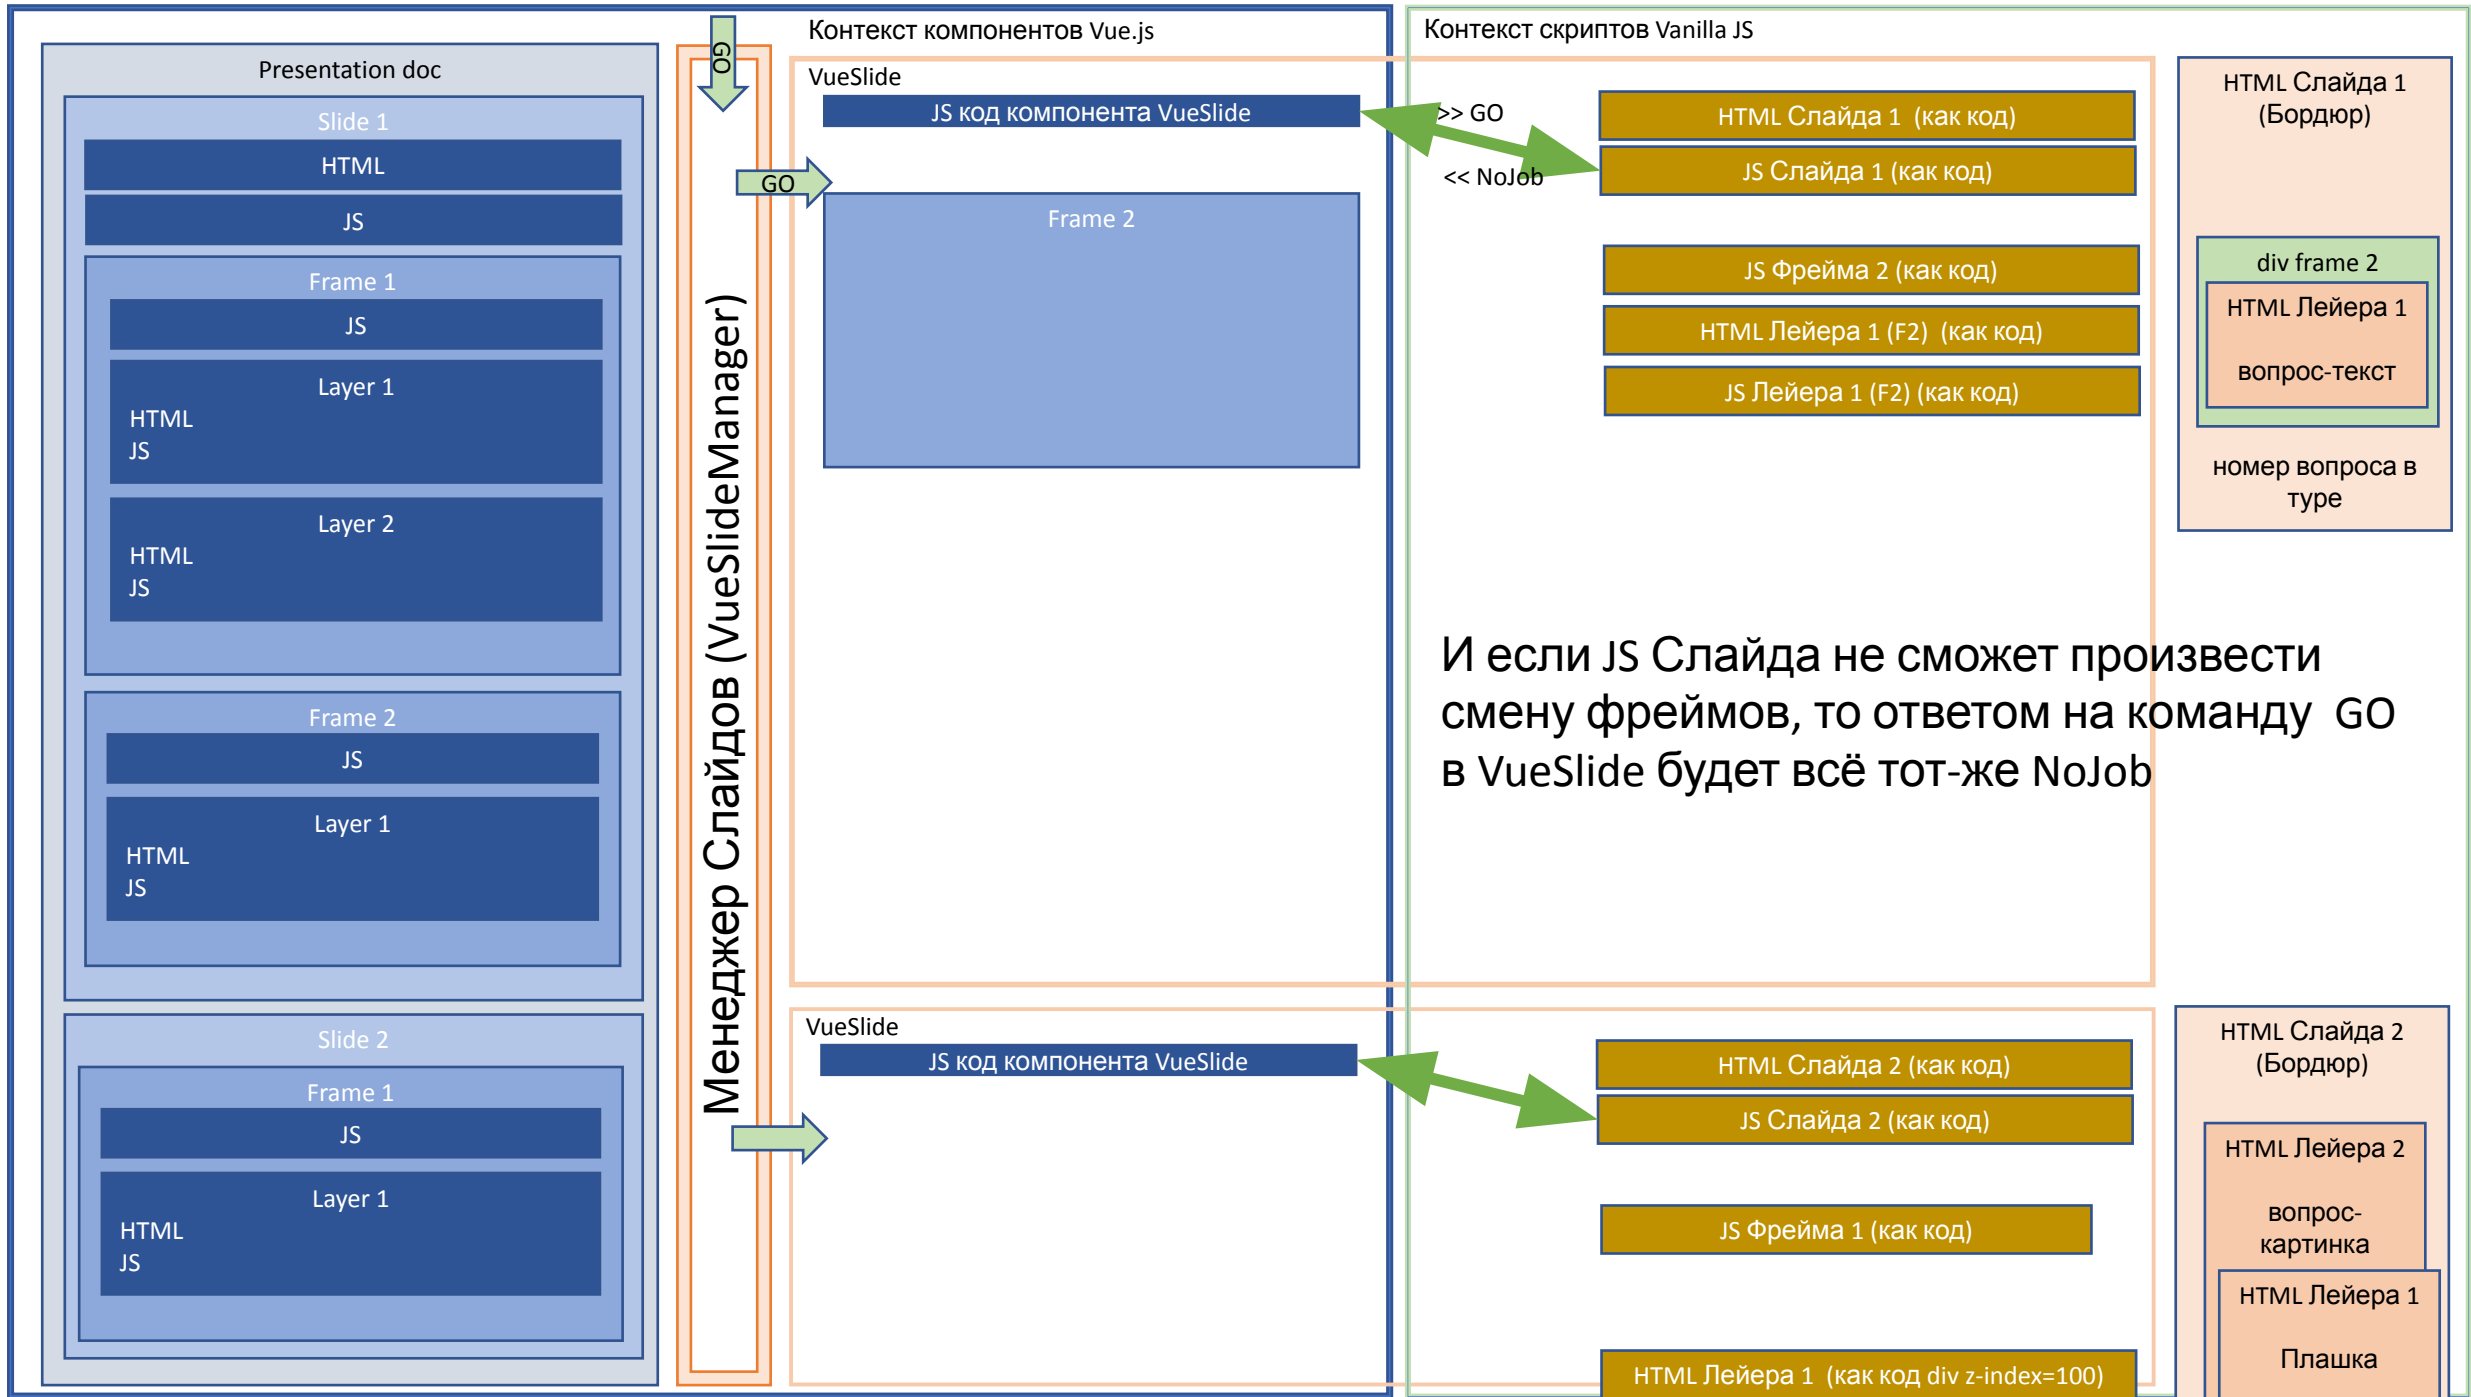 Контекст компонентов Vue.js
Контекст скриптов Vanilla JS
Presentation doc
Slide 1
HTML
JS
Frame 1
JS
Layer 1
HTML
JS
Layer 2
HTML
JS
Frame 2
JS
Layer 1
HTML
JS
Slide 2
Frame 1
JS
Layer 1
HTML
JS
GO
Менеджер Слайдов (VueSlideManager)
GO
VueSlide
JS код компонента VueSlide
Frame 2
>> GO
<< NoJob
HTML Слайда 1 (как код)
JS Слайда 1 (как код)
JS Фрейма 2 (как код)
HTML Лейера 1 (F2) (как код)
JS Лейера 1 (F2) (как код)
HTML Слайда 1
(Бордюр)
div frame 2
HTML Лейера 1
вопрос-текст
номер вопроса в
туре
И если JS Слайда не сможет произвести
смену фреймов, то ответом на команду GO
в VueSlide будет всё тот-же NoJob
VueSlide
JS код компонента VueSlide
HTML Слайда 2 (как код)
JS Слайда 2 (как код)
JS Фрейма 1 (как код)
HTML Лейера 1 (как код div z-index=100)
HTML Слайда 2
(Бордюр)
HTML Лейера 2
вопрос-
картинка
HTML Лейера 1
Плашка